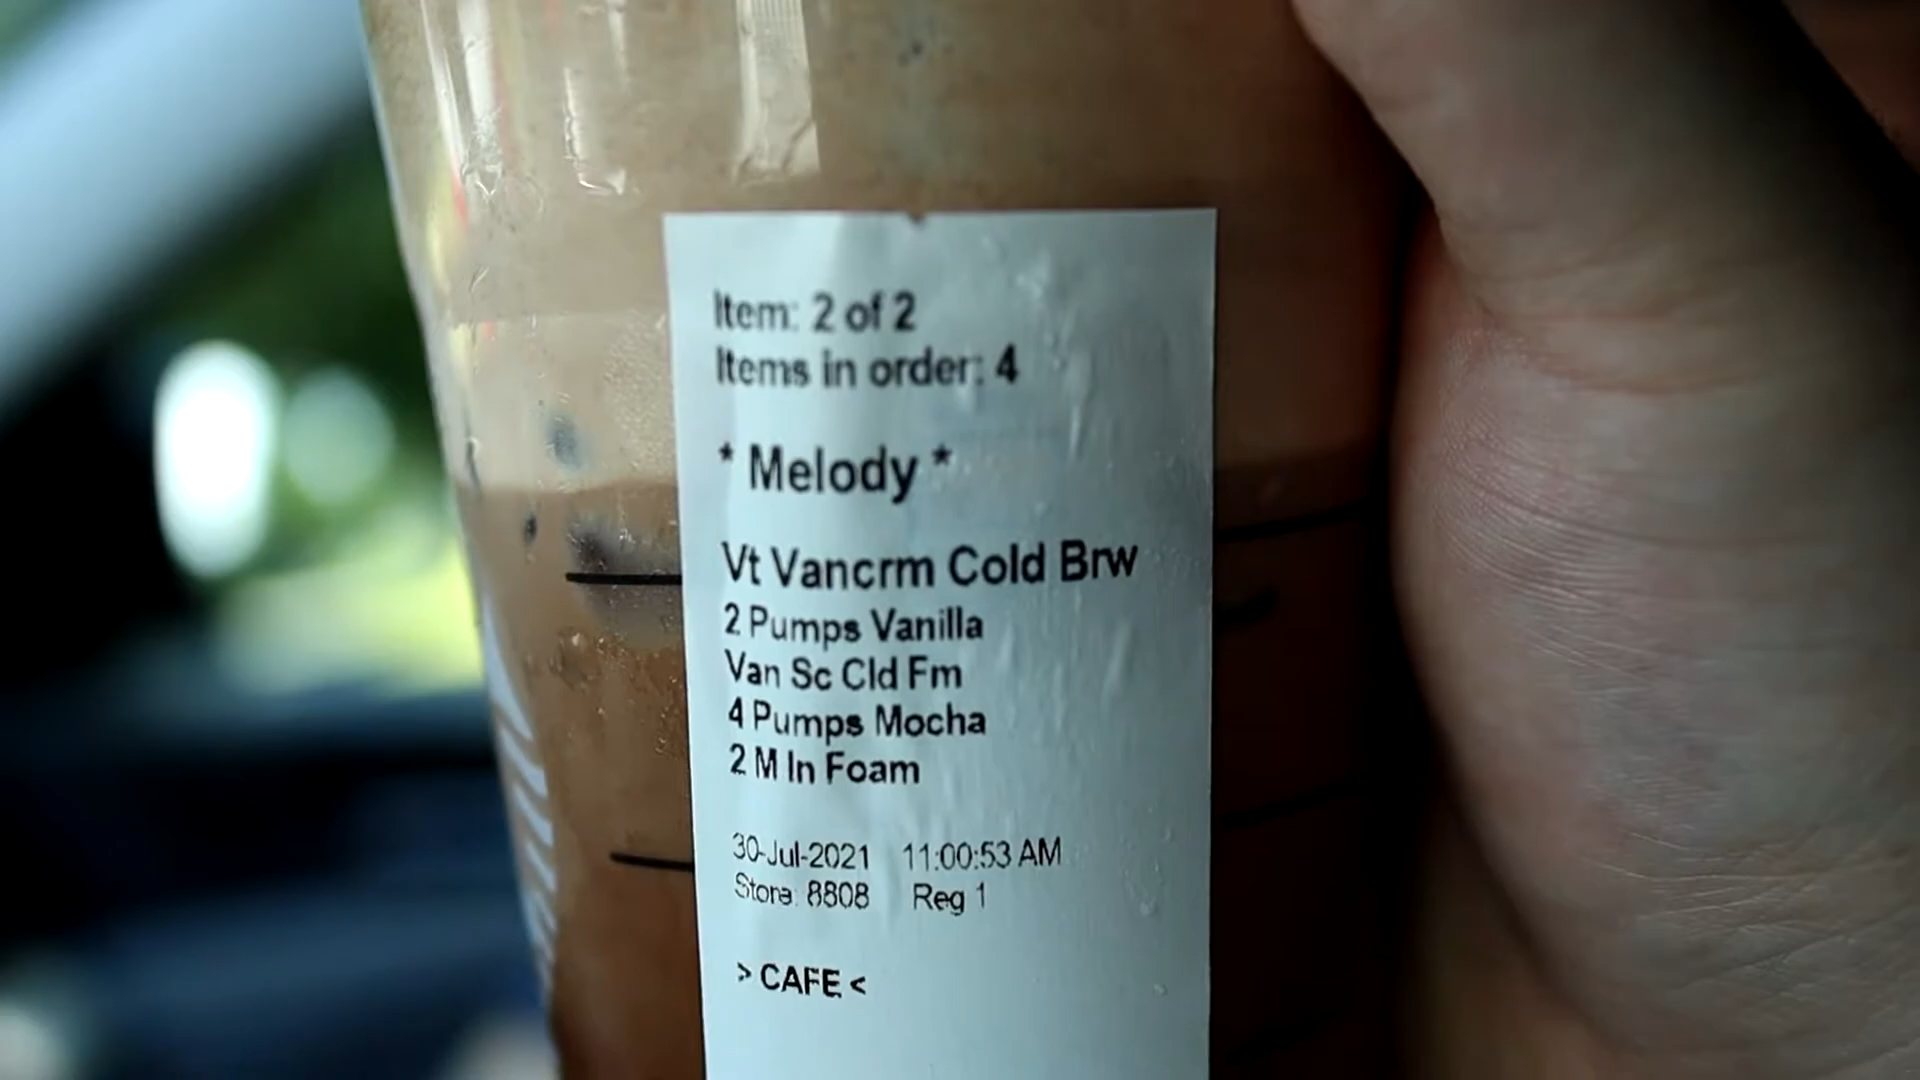 Item: 2 of 2
Items in order: 4
* Melody *
Vt Vancrm Cold Brw
2 Pumps Vanilla
Van Sc Cld Fm
4 Pumps Mocha
2 M In Foam
30-Jul-2021 11:00:53 AM
Store: 8808 Reg 1
> CAFE <